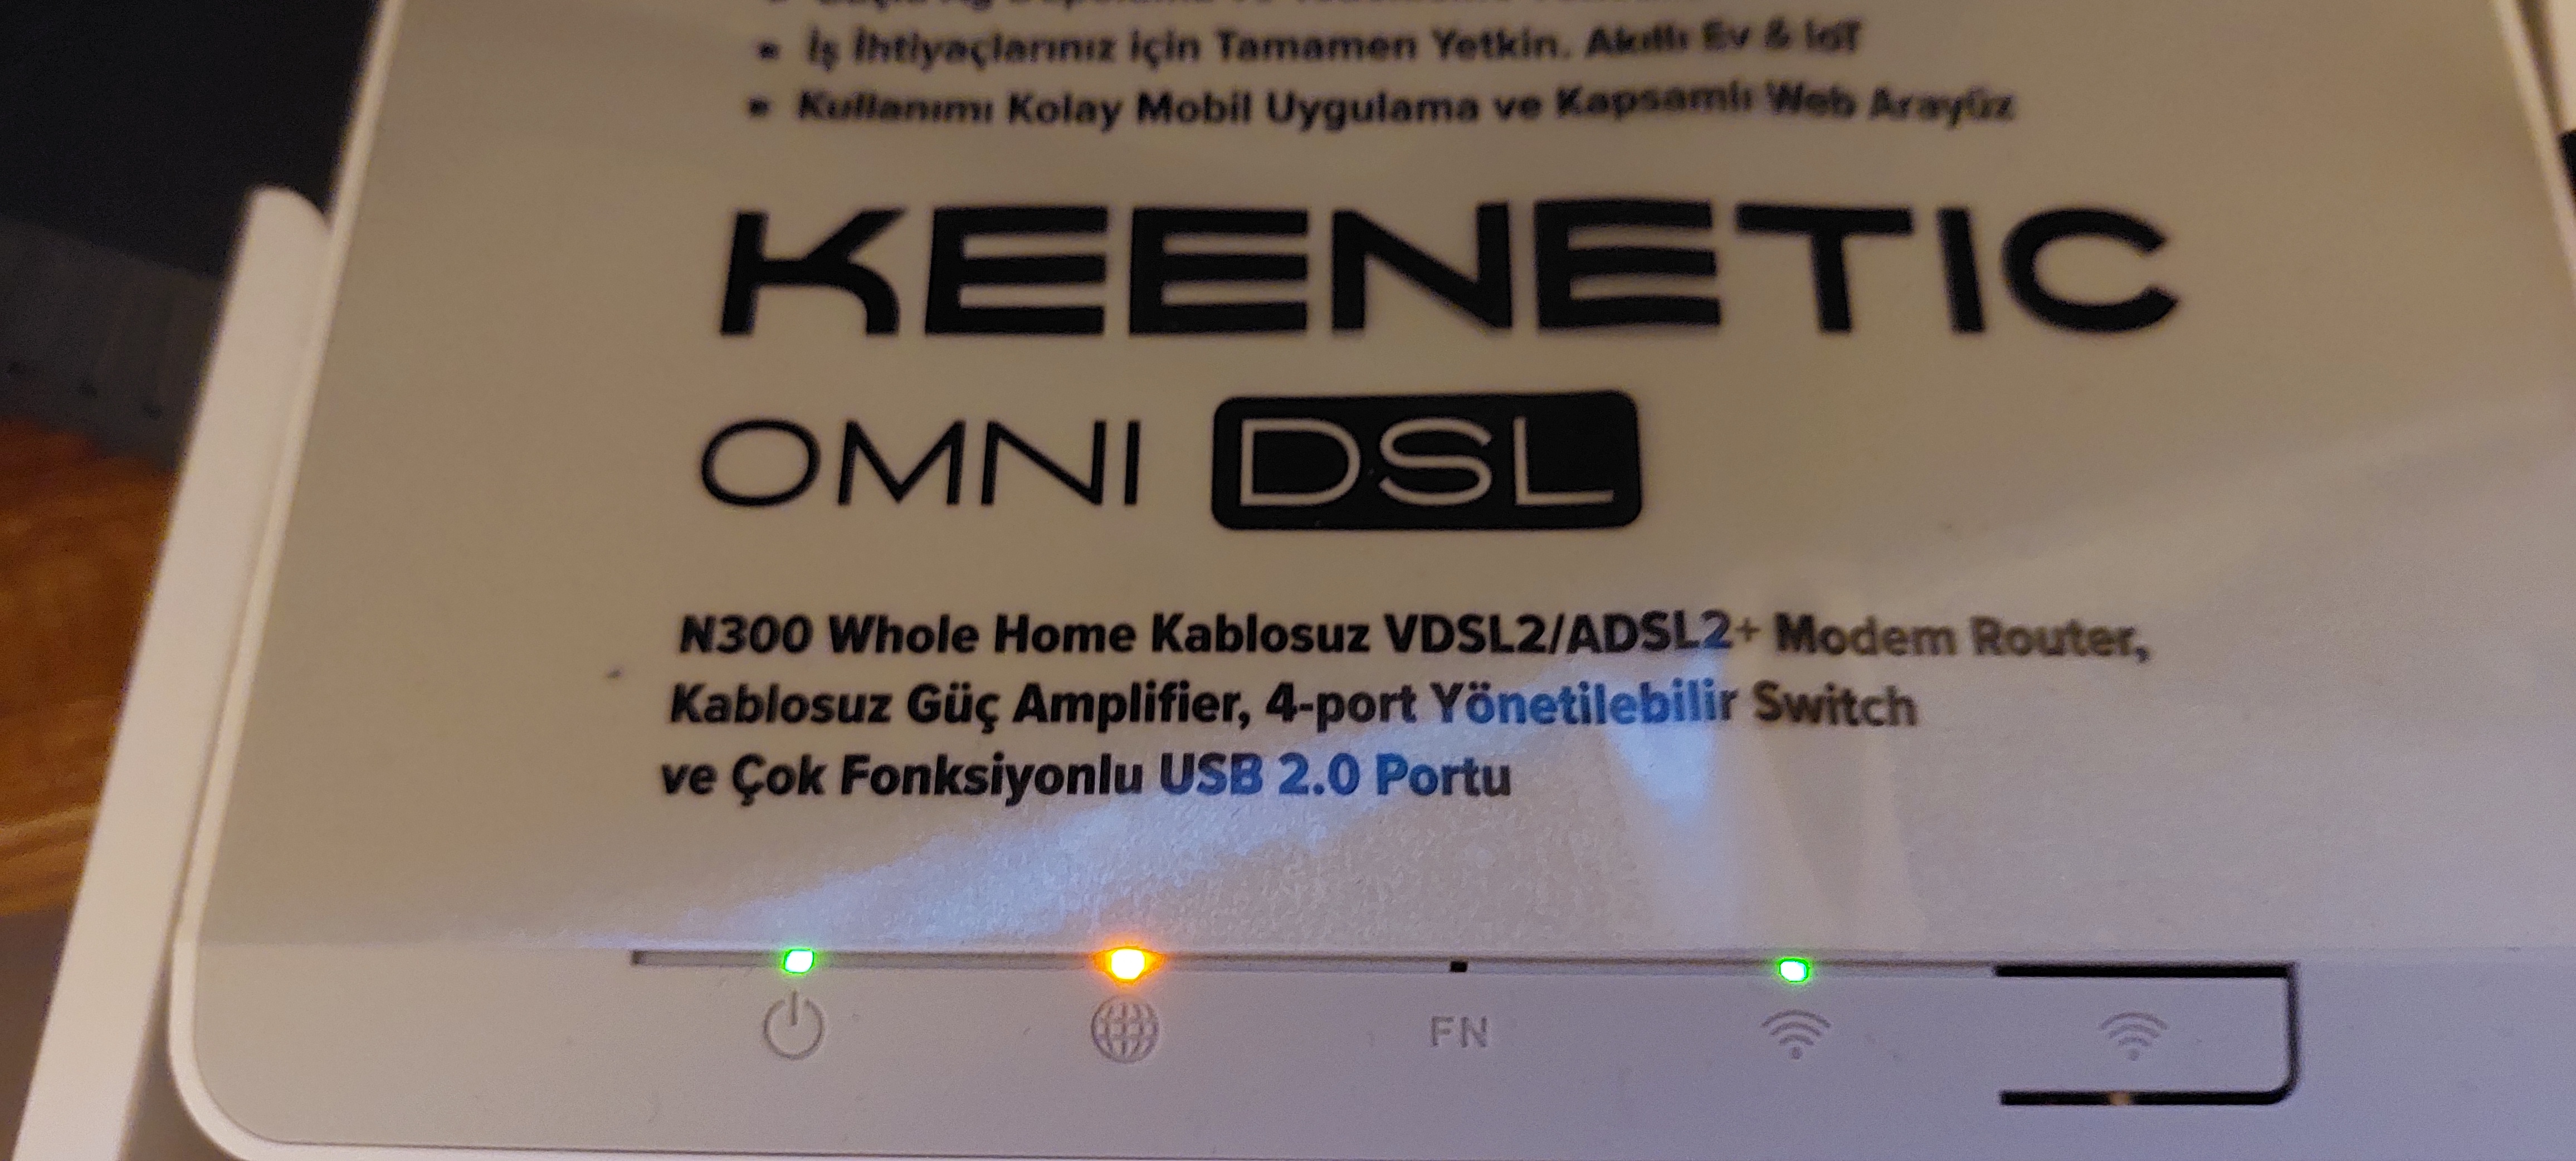 • İş İhtiyaçlarınız için Tamamen Yetkin. Akıllı Ev & IoT
• Kullanımı Kolay Mobil Uygulama ve Kapsamlı Web Arayüz
KEENETIC
OMNI DSL
N300 Whole Home Kablosuz VDSL2/ADSL2+ Modem Router,
Kablosuz Güç Amplifier, 4-port Yönetilebilir Switch
ve Çok Fonksiyonlu USB 2.0 Portu
FN